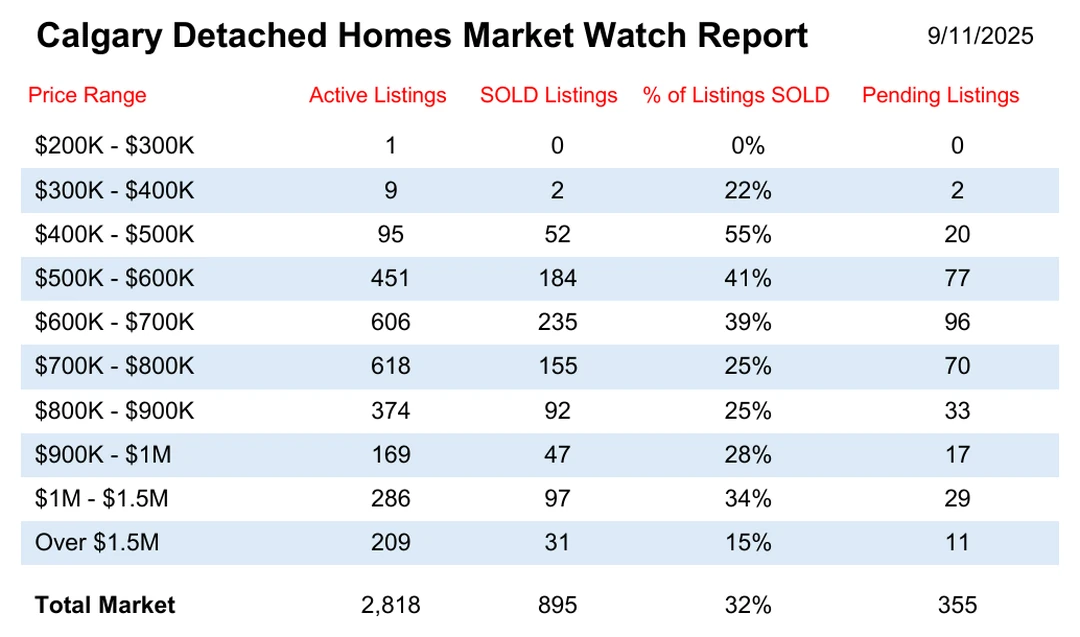 Calgary Detached Homes Market Watch Report 9/11/2025
Price Range Active Listings SOLD Listings % of Listings SOLD Pending Listings
$200K - $300K 1 0 0% 0
$300K - $400K 9 2 22% 2
$400K - $500K 95 52 55% 20
$500K - $600K 451 184 41% 77
$600K - $700K 606 235 39% 96
$700K - $800K 618 155 25% 70
$800K - $900K 374 92 25% 33
$900K - $1M 169 47 28% 17
$1M - $1.5M 286 97 34% 29
Over $1.5M 209 31 15% 11
Total Market 2,818 895 32% 355